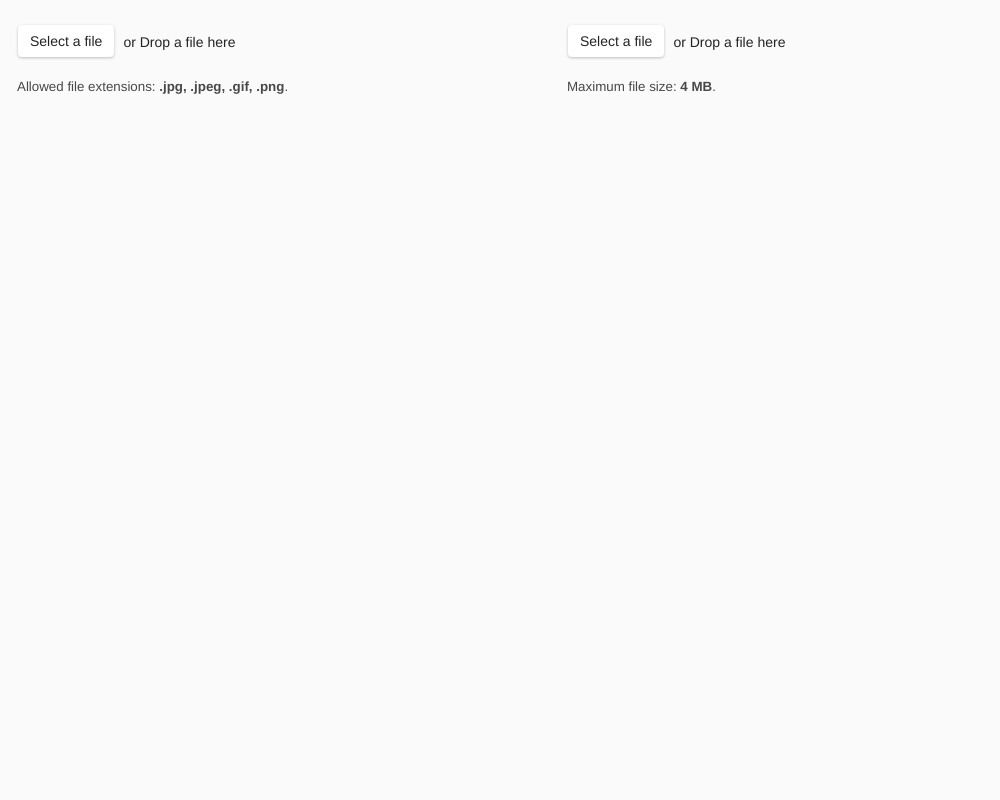 Select a file or Drop a file here
Allowed file extensions: .jpg, .jpeg, .gif, .png.
Select a file or Drop a file here
Maximum file size: 4 MB.